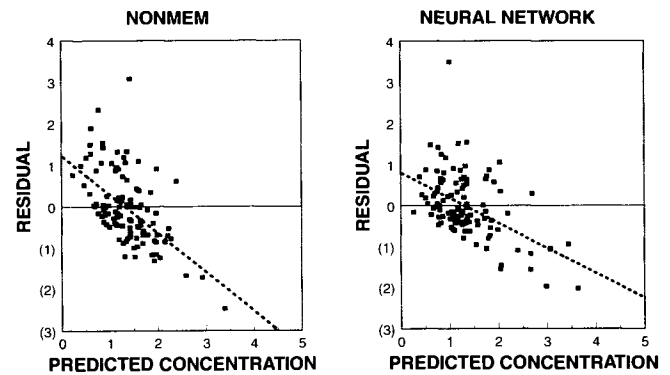 NONMEM
4
3
2
1
0
(1)
(2)
(3)
RESIDUAL
0 1 2 3 4 5
PREDICTED CONCENTRATION
NEURAL NETWORK
4
3
2
1
0
(1)
(2)
(3)
RESIDUAL
0 1 2 3 4 5
PREDICTED CONCENTRATION